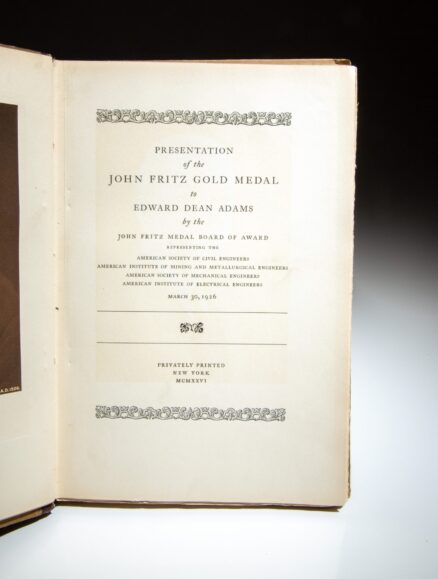 PRESENTATION
of the
JOHN FRITZ GOLD MEDAL
to
EDWARD DEAN ADAMS
by the
JOHN FRITZ MEDAL BOARD OF AWARD
REPRESENTING THE
AMERICAN SOCIETY OF CIVIL ENGINEERS
AMERICAN INSTITUTE OF MINING AND METALLURGICAL ENGINEERS
AMERICAN SOCIETY OF MECHANICAL ENGINEERS
AMERICAN INSTITUTE OF ELECTRICAL ENGINEERS
MARCH 30, 1926
PRIVATELY PRINTED
NEW YORK
MCMXXVI